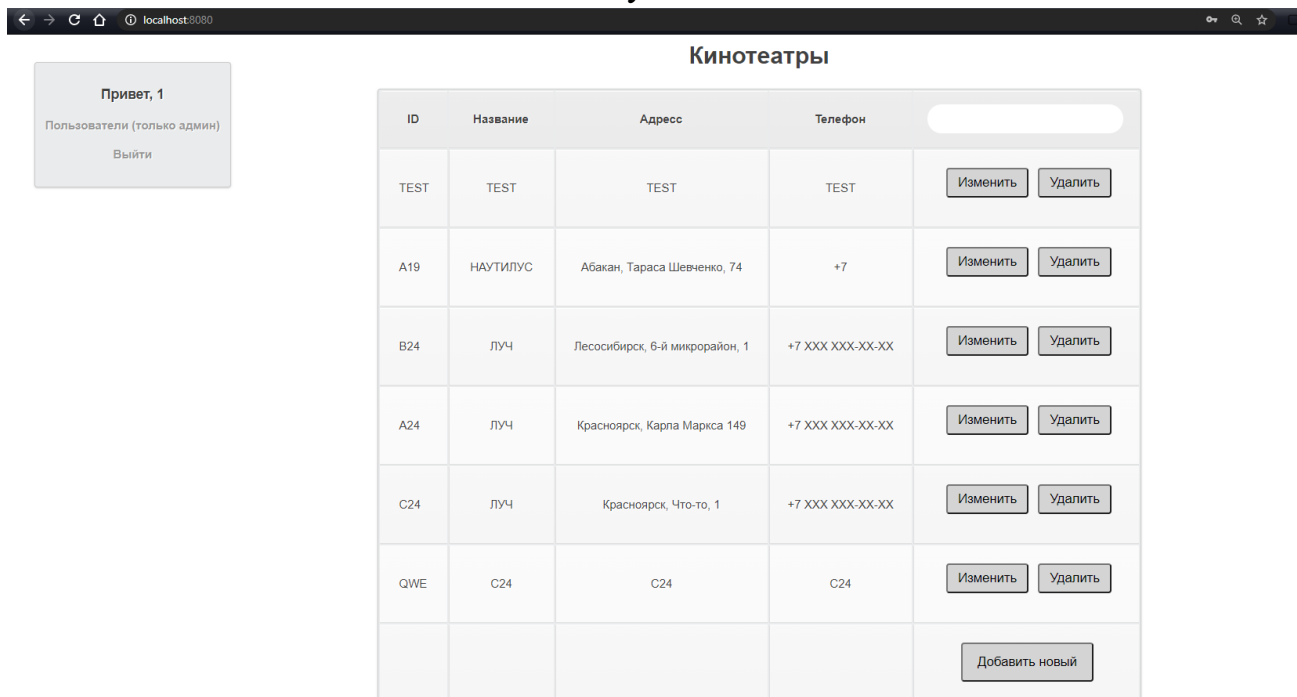 localhost:8080
Кинотеатры
Привет, 1
Пользователи (только админ)
Выйти
ID Название Адресс Телефон
TEST TEST TEST TEST Изменить Удалить
A19 НАУТИЛУС Абакан, Тараса Шевченко, 74 +7 Изменить Удалить
B24 ЛУЧ Лесосибирск, 6-й микрорайон, 1 +7 XXX XXX-XX-XX Изменить Удалить
A24 ЛУЧ Красноярск, Карла Маркса 149 +7 XXX XXX-XX-XX Изменить Удалить
C24 ЛУЧ Красноярск, Что-то, 1 +7 XXX XXX-XX-XX Изменить Удалить
QWE C24 C24 C24 Изменить Удалить
Добавить новый